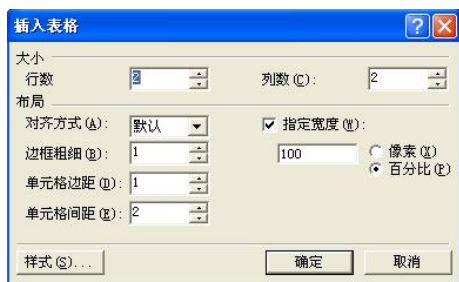 插入表格
大小
行数 2 列数(C): 2
布局
对齐方式(A): 默认 指定宽度(W):
边框粗细(B): 1 100 像素(X)
百分比(P)
单元格边距(D): 1
单元格间距(E): 2
样式(S)... 确定 取消